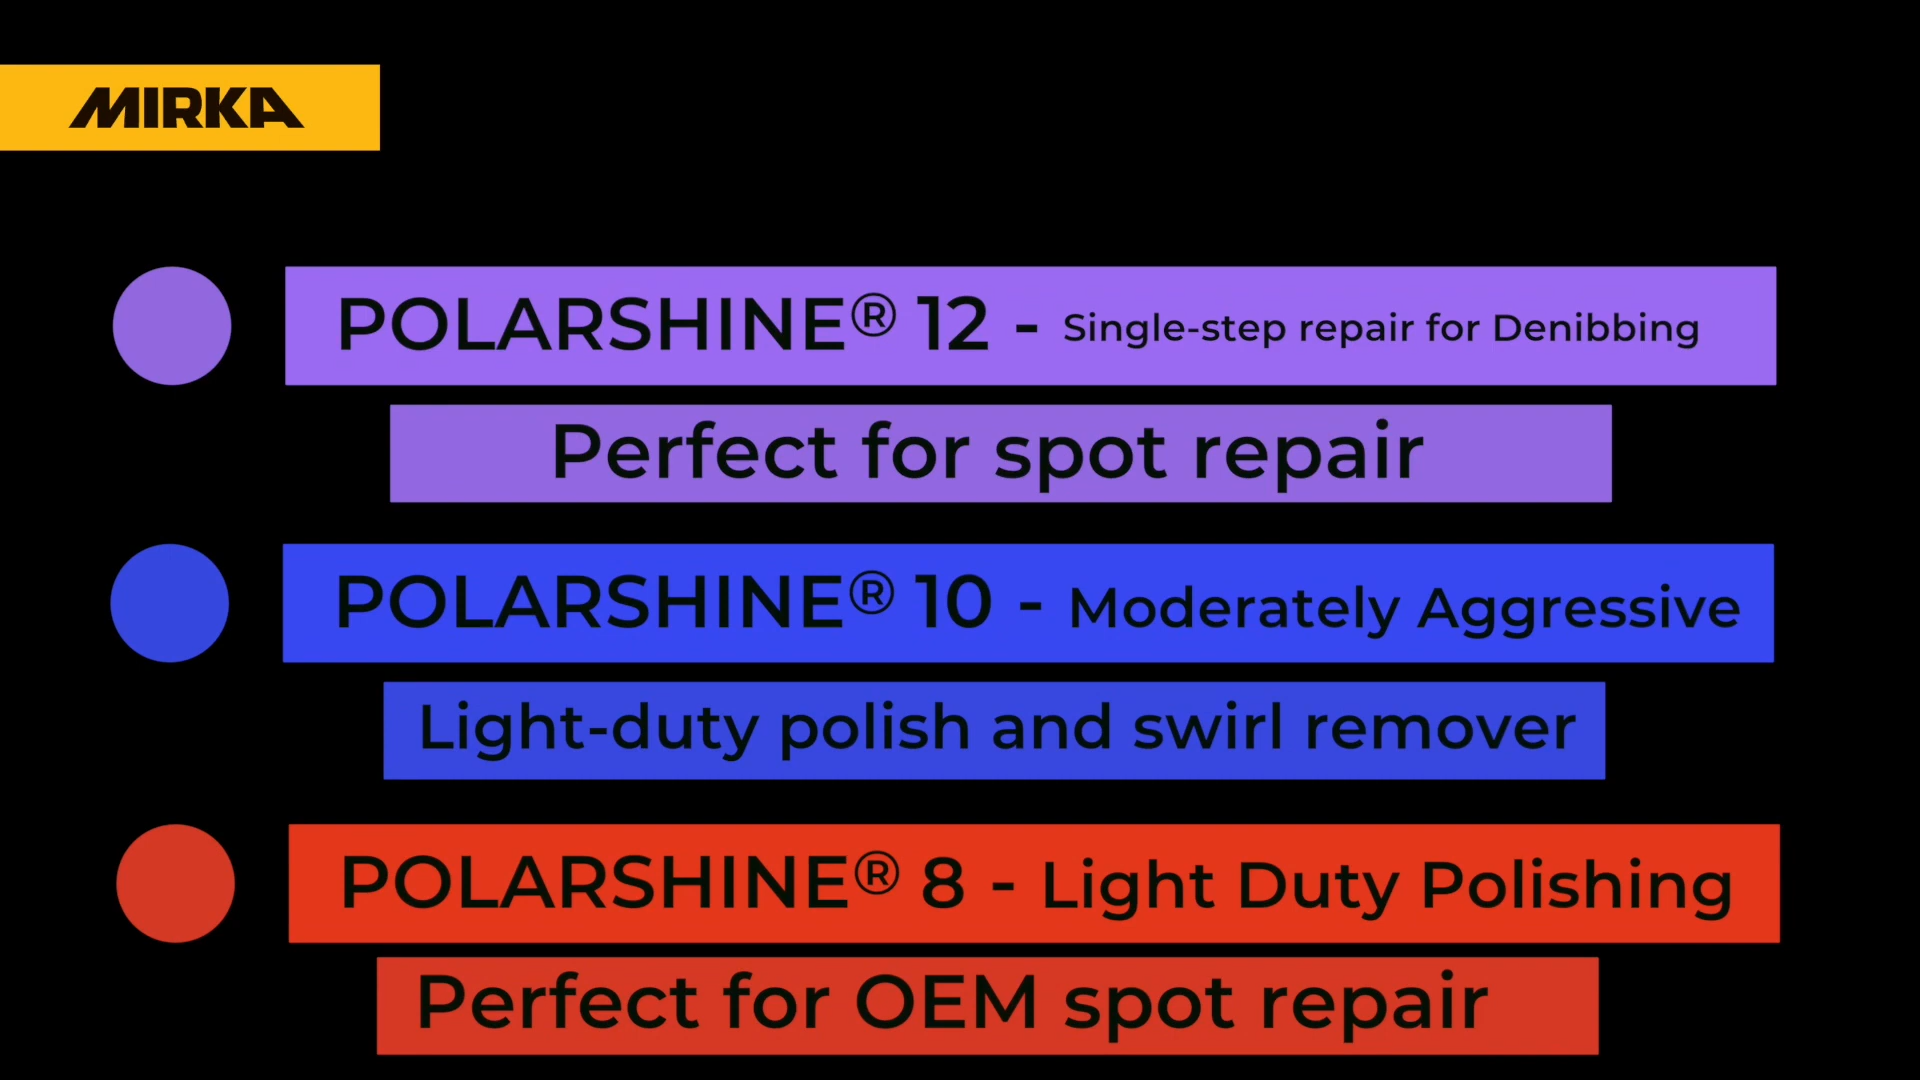 MIRKA
POLARSHINE® 12 - Single-step repair for Denibbing
Perfect for spot repair
POLARSHINE® 10 - Moderately Aggressive
Light-duty polish and swirl remover
POLARSHINE® 8 - Light Duty Polishing
Perfect for OEM spot repair